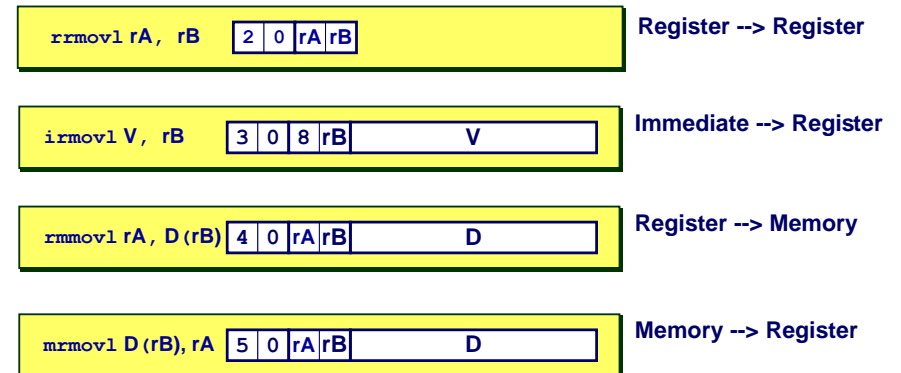 rrmovl rA, rB 2 0 rA rB Register --> Register
irmovl V, rB 3 0 8 rB V Immediate --> Register
rmmovl rA, D(rB) 4 0 rA rB D Register --> Memory
mrmovl D(rB), rA 5 0 rA rB D Memory --> Register